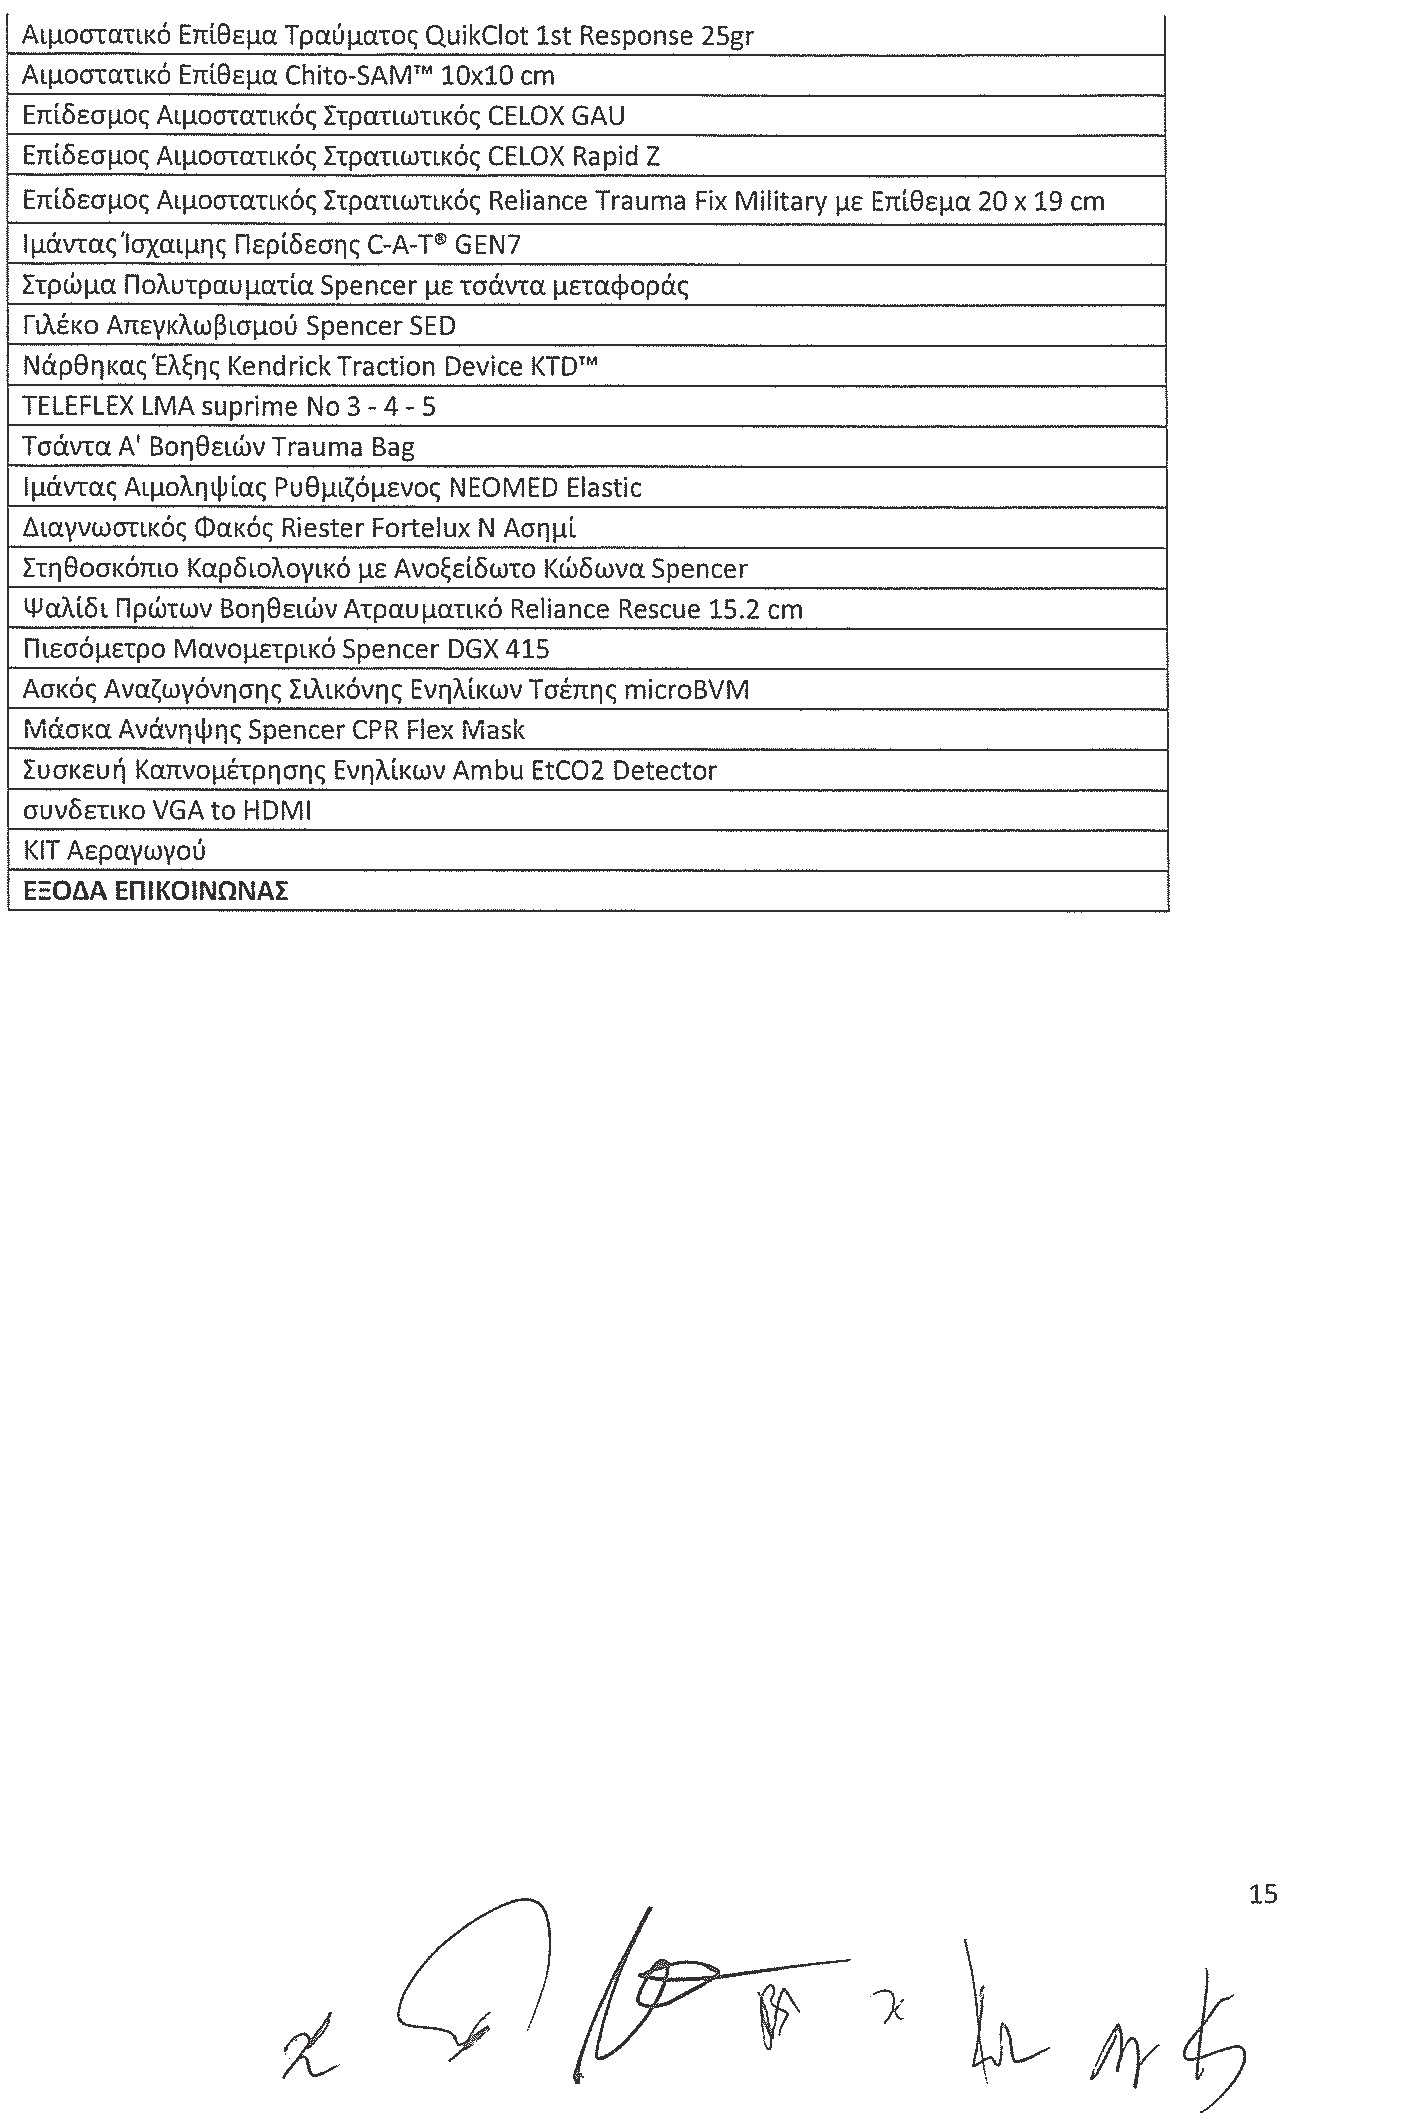 Αιμοστατικό Επίθεμα Τραύματος QuikClot 1st Response 25gr
Αιμοστατικό Επίθεμα Chito-SAM™ 10x10 cm
Επίδεσμος Αιμοστατικός Στρατιωτικός CELOX GAU
Επίδεσμος Αιμοστατικός Στρατιωτικός CELOX Rapid Z
Επίδεσμος Αιμοστατικός Στρατιωτικός Reliance Trauma Fix Military με Επίθεμα 20 x 19 cm
Ιμάντας Ίσχαιμης Περίδεσης C-A-T® GEN7
Στρώμα Πολυτραυματία Spencer με τσάντα μεταφοράς
Γιλέκο Απεγκλωβισμού Spencer SED
Νάρθηκας Έλξης Kendrick Traction Device KTD™
TELEFLEX LMA suprime No 3 - 4 - 5
Τσάντα Α' Βοηθειών Trauma Bag
Ιμάντας Αιμοληψίας Ρυθμιζόμενος NEOMED Elastic
Διαγνωστικός Φακός Riester Fortelux N Ασημί
Στηθοσκόπιο Καρδιολογικό με Ανοξείδωτο Κώδωνα Spencer
Ψαλίδι Πρώτων Βοηθειών Ατραυματικό Reliance Rescue 15.2 cm
Πιεσόμετρο Μανομετρικό Spencer DGX 415
Ασκός Αναζωγόνησης Σιλικόνης Ενηλίκων Τσέπης microBVM
Μάσκα Ανάνηψης Spencer CPR Flex Mask
Συσκευή Καπνομέτρησης Ενηλίκων Ambu EtCO2 Detector
συνδετικο VGA to HDMI
ΚΙΤ Αεραγωγού
ΕΞΟΔΑ ΕΠΙΚΟΙΝΩΝΑΣ
15